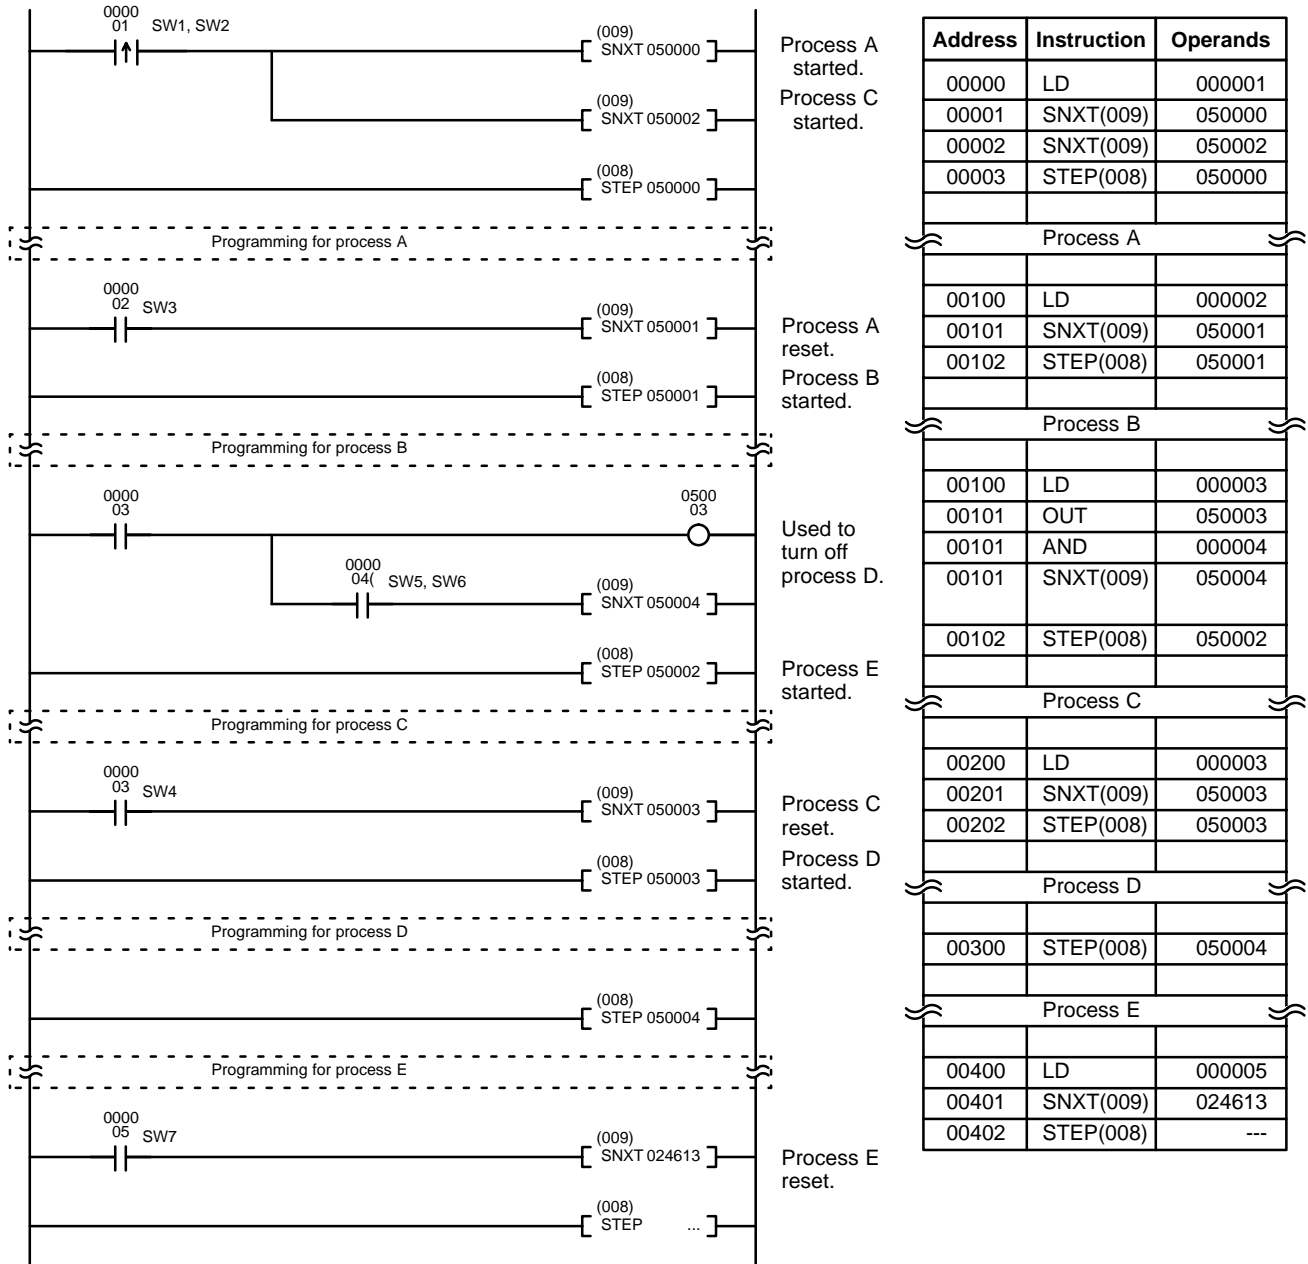 0000
01 SW1, SW2
(009)
SNXT 050000
Process A
started.
(009)
SNXT 050002
Process C
started.
(008)
STEP 050000
Programming for process A
0000
02 SW3
(009)
SNXT 050001
Process A
reset.
(008)
STEP 050001
Process B
started.
Programming for process B
0000
03
0500
03
Used to
turn off
process D.
0000
04( SW5, SW6
(009)
SNXT 050004
(008)
STEP 050002
Process E
started.
Programming for process C
0000
03 SW4
(009)
SNXT 050003
Process C
reset.
(008)
STEP 050003
Process D
started.
Programming for process D
(008)
STEP 050004
Programming for process E
0000
05 SW7
(009)
SNXT 024613
Process E
reset.
(008)
STEP ...
Address Instruction Operands
00000 LD 000001
00001 SNXT(009) 050000
00002 SNXT(009) 050002
00003 STEP(008) 050000
Process A
00100 LD 000002
00101 SNXT(009) 050001
00102 STEP(008) 050001
Process B
00100 LD 000003
00101 OUT 050003
00101 AND 000004
00101 SNXT(009) 050004
00102 STEP(008) 050002
Process C
00200 LD 000003
00201 SNXT(009) 050003
00202 STEP(008) 050003
Process D
00300 STEP(008) 050004
Process E
00400 LD 000005
00401 SNXT(009) 024613
00402 STEP(008) ---